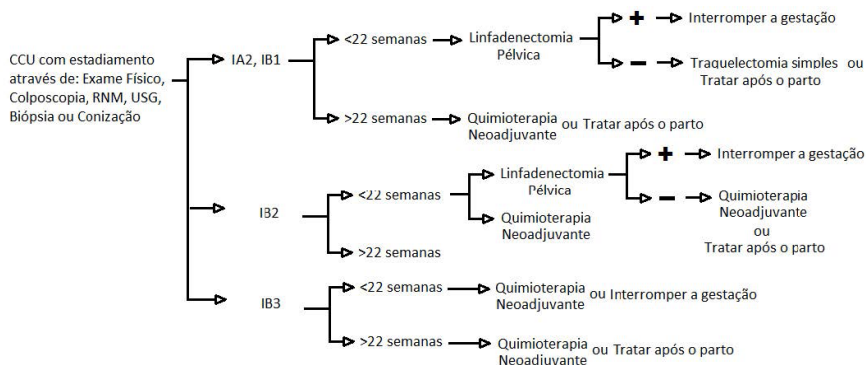 CCU com estadiamento
através de: Exame Físico,
Colposcopia, RNM, USG,
Biópsia ou Conização
IA2, IB1
<22 semanas
Linfadenectomia
Pélvica
+
Interromper a gestação
−
Traquelectomia simples ou
Tratar após o parto
>22 semanas
Quimioterapia
Neoadjuvante
ou Tratar após o parto
IB2
<22 semanas
Linfadenectomia
Pélvica
+
Interromper a gestação
−
Quimioterapia
Neoadjuvante
ou
Tratar após o parto
Quimioterapia
Neoadjuvante
>22 semanas
IB3
<22 semanas
Quimioterapia
Neoadjuvante
ou Interromper a gestação
>22 semanas
Quimioterapia
Neoadjuvante
ou Tratar após o parto